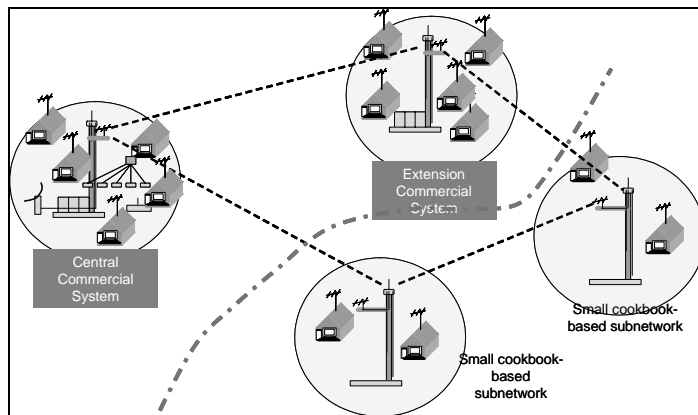 Extension
Commercial
System
Central
Commercial
System
Small cookbook-
based subnetwork
Small cookbook-
based
subnetwork